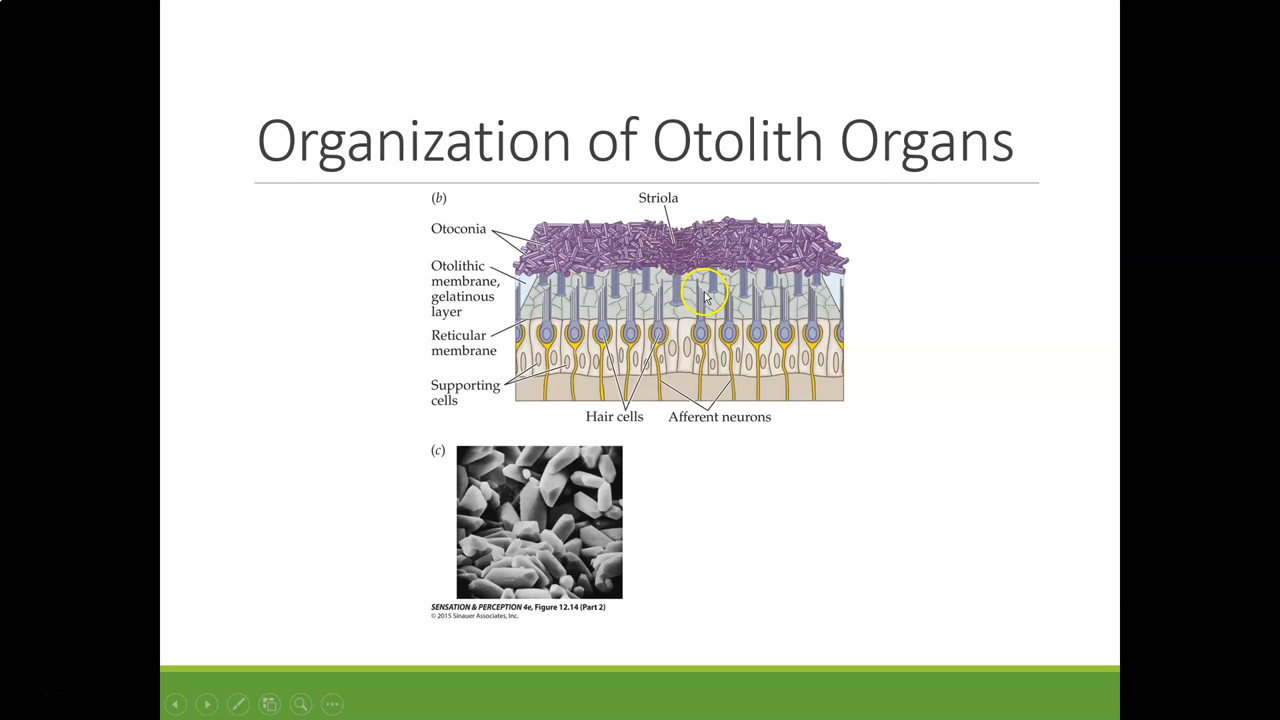 Organization of Otolith Organs
(b)
Striola
Otoconia
Otolithic
membrane,
gelatinous
layer
Reticular
membrane
Supporting
cells
Hair cells
Afferent neurons
(c)
SENSATION & PERCEPTION 4e, Figure 12.14 (Part 2)
© 2015 Sinauer Associates, Inc.